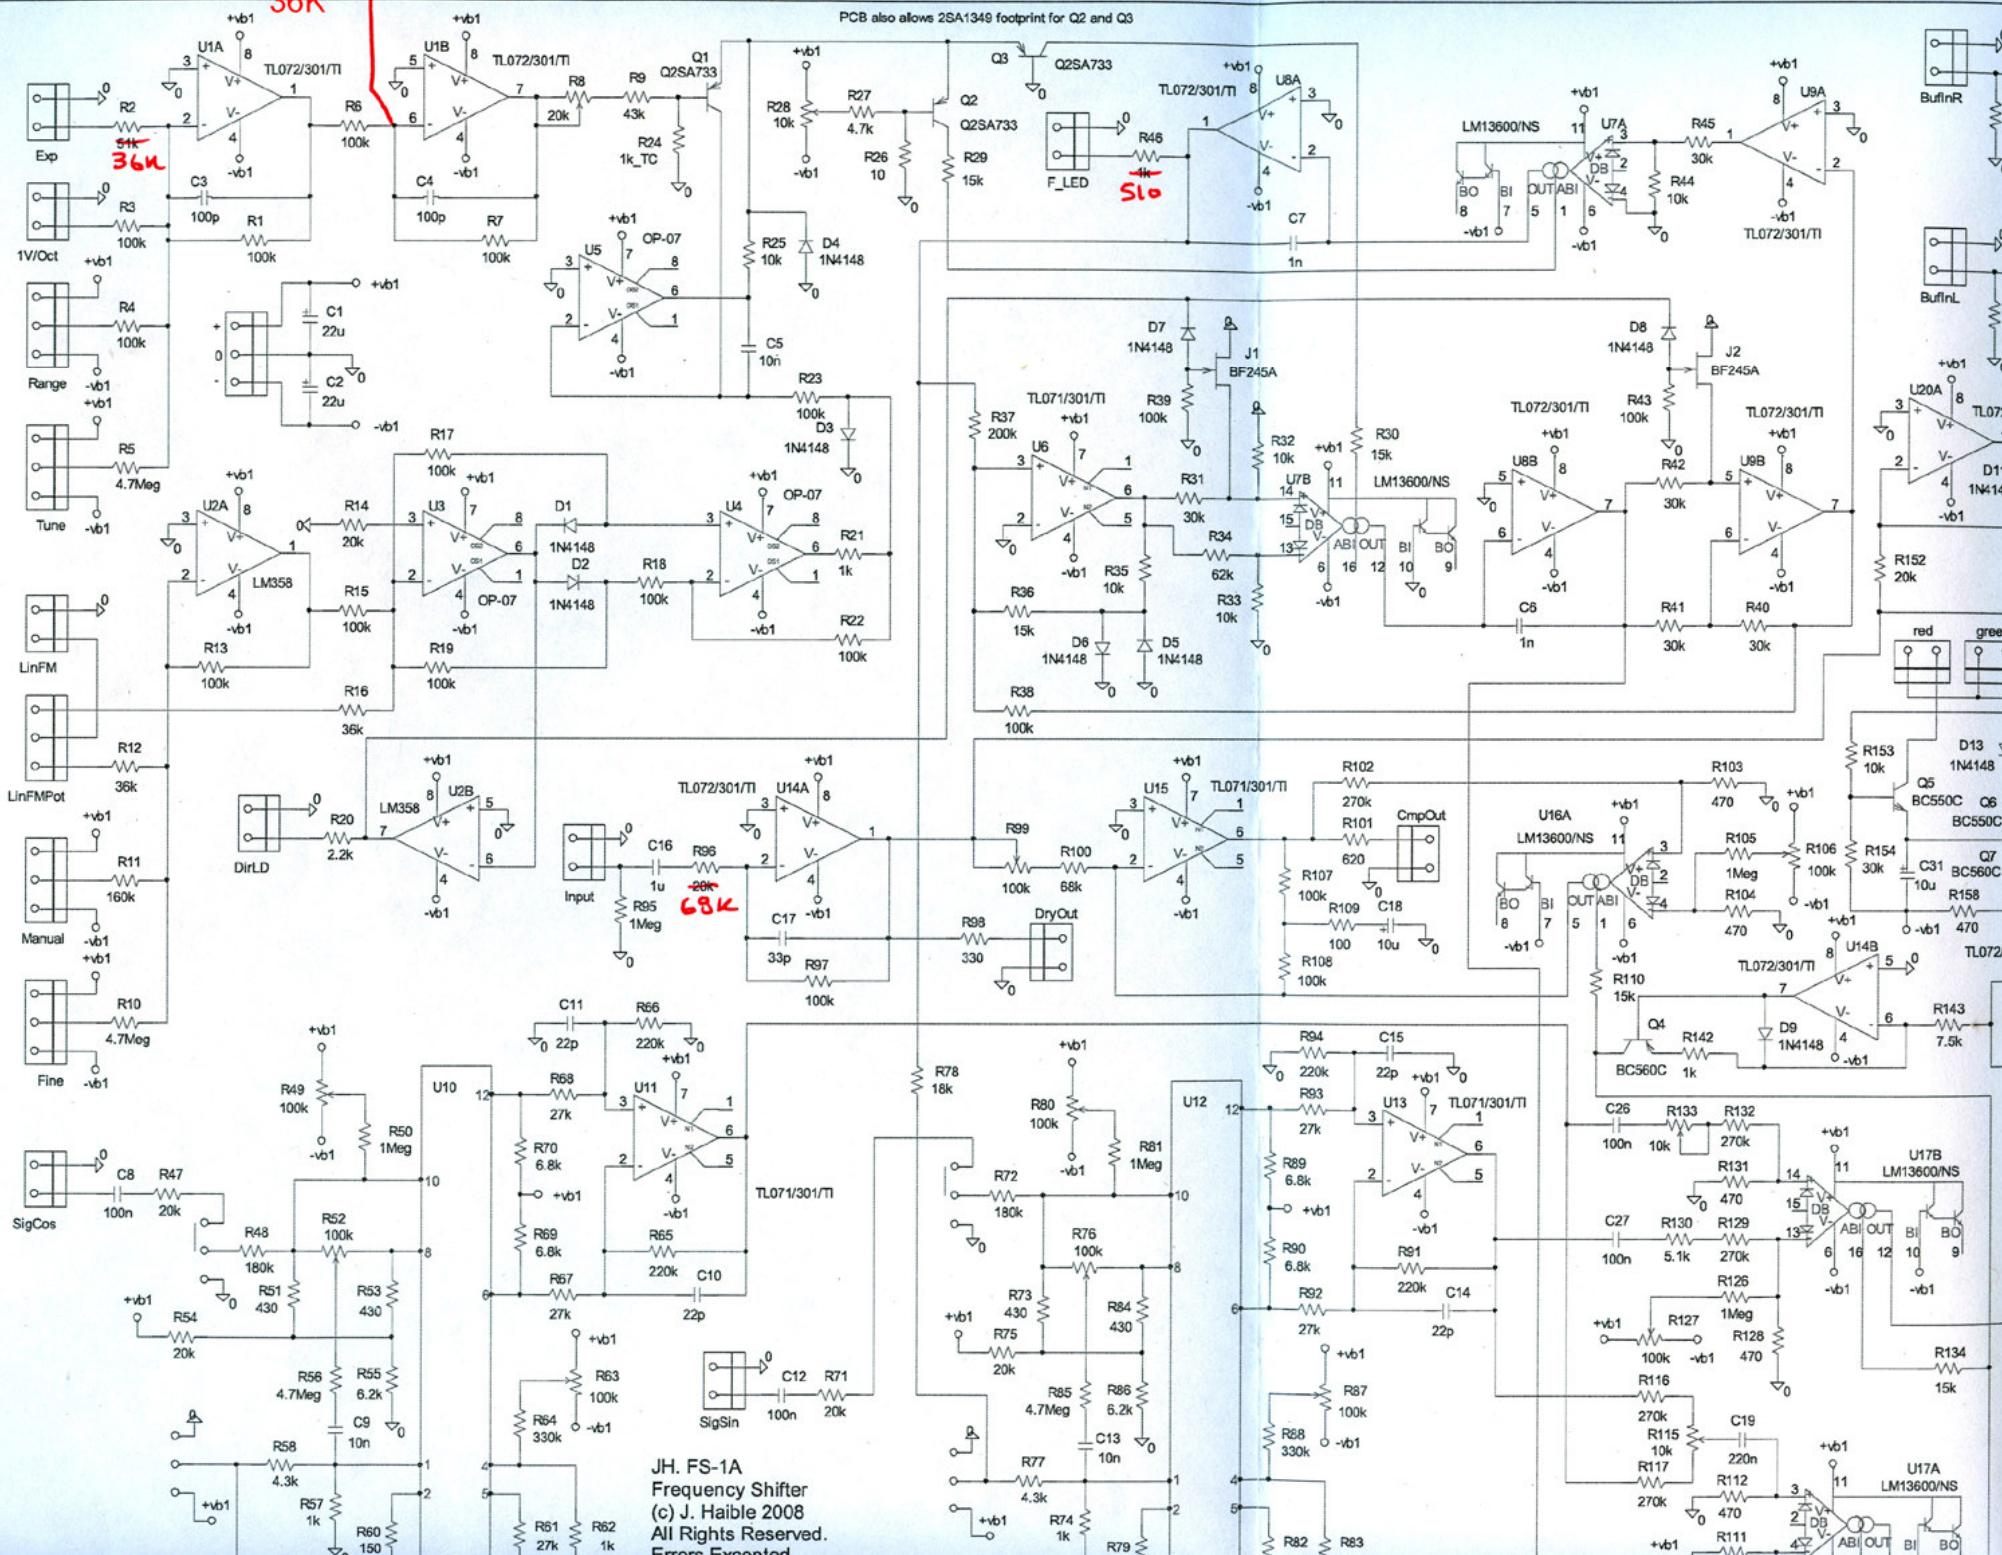 36K
PCB also allows 2SA1349 footprint for Q2 and Q3
+vb1
U1A
TL072/301/TI
Exp
R2
51k
36K
C3
100p
R1
100k
R6
100k
U1B
TL072/301/TI
C4
100p
R7
100k
R8
20k
R9
43k
Q1
Q2SA733
R24
1k_TC
R28
10k
R27
4.7k
R26
10
Q2
Q2SA733
R29
15k
Q3
Q2SA733
F_LED
R46
1k
510
TL072/301/TI
U8A
C7
1n
LM13600/NS
U7A
BO
BI
OUT
ABI
DB
R45
30k
R44
10k
U9A
TL072/301/TI
BufInR
BufInL
1V/Oct
R3
100k
Range
R4
100k
Tune
R5
4.7Meg
C1
22u
C2
22u
U5
OP-07
R25
10k
D4
1N4148
C5
10n
R23
100k
D3
1N4148
D7
1N4148
J1
BF245A
R39
100k
D8
1N4148
J2
BF245A
R43
100k
R37
200k
TL071/301/TI
U6
R31
30k
R32
10k
U7B
R30
15k
LM13600/NS
R34
62k
R35
10k
R33
10k
R36
15k
D6
1N4148
D5
1N4148
R38
100k
TL072/301/TI
U8B
C6
1n
R42
30k
R41
30k
R40
30k
TL072/301/TI
U9B
U20A
R152
20k
red
U2A
LM358
R13
100k
R14
20k
R15
100k
R16
36k
R17
100k
U3
OP-07
D1
1N4148
D2
1N4148
R18
100k
R19
100k
U4
OP-07
R21
1k
R22
100k
LinFM
LinFMPot
R12
36k
Manual
R11
160k
Fine
R10
4.7Meg
DirLD
R20
2.2k
LM358
U2B
Input
C16
1u
R96
20k
68K
R95
1Meg
TL072/301/TI
U14A
C17
33p
R97
100k
R98
330
DryOut
R99
100k
R100
68k
U15
TL071/301/TI
R102
270k
R101
620
CmpOut
R107
100k
R109
100
C18
10u
R108
100k
R103
470
U16A
LM13600/NS
R105
1Meg
R106
100k
R104
470
R110
15k
Q4
BC560C
R142
1k
D9
1N4148
TL072/301/TI
U14B
R143
7.5k
R153
10k
R154
30k
Q5
BC550C
D13
1N4148
Q6
BC550C
Q7
BC560C
C31
10u
R158
470
SigCos
C8
100n
R47
20k
R48
180k
R49
100k
R50
1Meg
R51
430
R52
100k
R53
430
R54
20k
R55
6.2k
R56
4.7Meg
C9
10n
R58
4.3k
R57
1k
R60
150
U10
C11
22p
R66
220k
R68
27k
U11
TL071/301/TI
R70
6.8k
R69
6.8k
R65
220k
R67
27k
C10
22p
R63
100k
R64
330k
R61
27k
R62
1k
SigSin
C12
100n
R71
20k
R78
18k
R80
100k
R81
1Meg
R72
180k
R76
100k
R73
430
R84
430
R75
20k
R85
4.7Meg
R86
6.2k
C13
10n
R77
4.3k
R74
1k
R79
U12
R94
220k
C15
22p
R93
27k
U13
TL071/301/TI
R89
6.8k
R90
6.8k
R91
220k
R92
27k
C14
22p
R87
100k
R88
330k
R82
R83
C26
100n
R133
10k
R132
270k
R131
470
U17B
LM13600/NS
C27
100n
R130
5.1k
R129
270k
R126
1Meg
R127
100k
R128
470
R134
15k
R116
270k
R115
10k
C19
220n
R117
270k
R112
470
R111
U17A
LM13600/NS
JH. FS-1A
Frequency Shifter
(c) J. Haible 2008
All Rights Reserved.
Errors Excepted